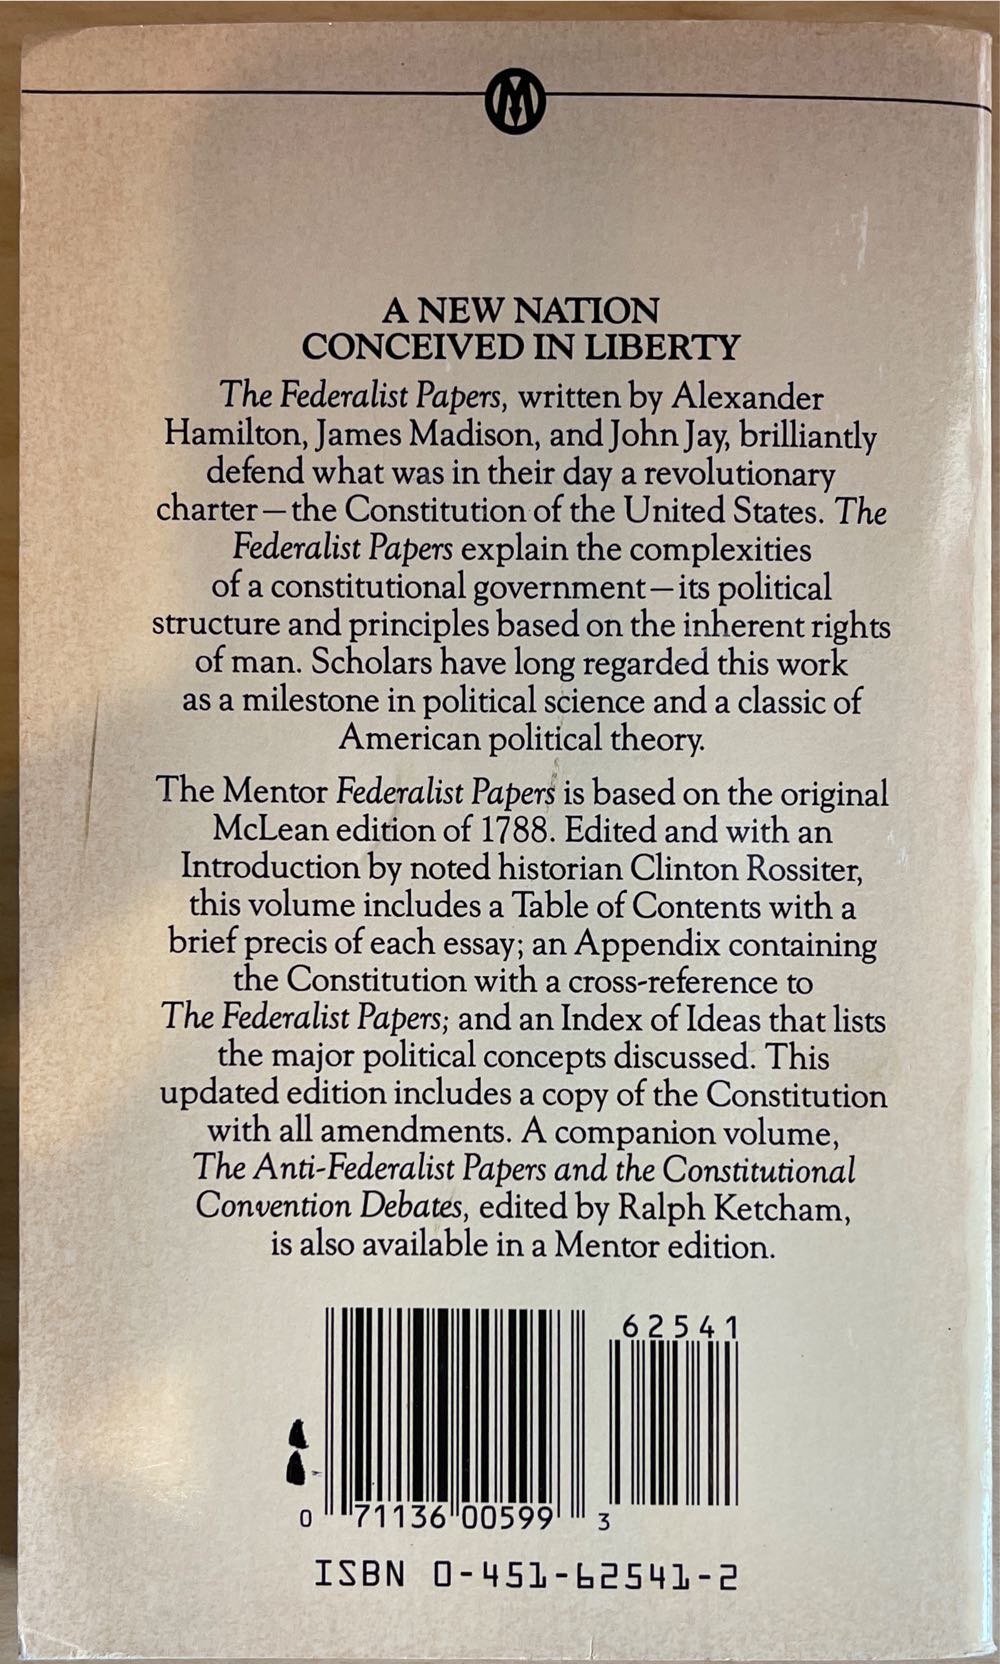 M
A NEW NATION
CONCEIVED IN LIBERTY
The Federalist Papers, written by Alexander
Hamilton, James Madison, and John Jay, brilliantly
defend what was in their day a revolutionary
charter—the Constitution of the United States. The
Federalist Papers explain the complexities
of a constitutional government—its political
structure and principles based on the inherent rights
of man. Scholars have long regarded this work
as a milestone in political science and a classic of
American political theory.
The Mentor Federalist Papers is based on the original
McLean edition of 1788. Edited and with an
Introduction by noted historian Clinton Rossiter,
this volume includes a Table of Contents with a
brief precis of each essay; an Appendix containing
the Constitution with a cross-reference to
The Federalist Papers; and an Index of Ideas that lists
the major political concepts discussed. This
updated edition includes a copy of the Constitution
with all amendments. A companion volume,
The Anti-Federalist Papers and the Constitutional
Convention Debates, edited by Ralph Ketcham,
is also available in a Mentor edition.
62541
0 71136 00599 3
ISBN 0-451-62541-2